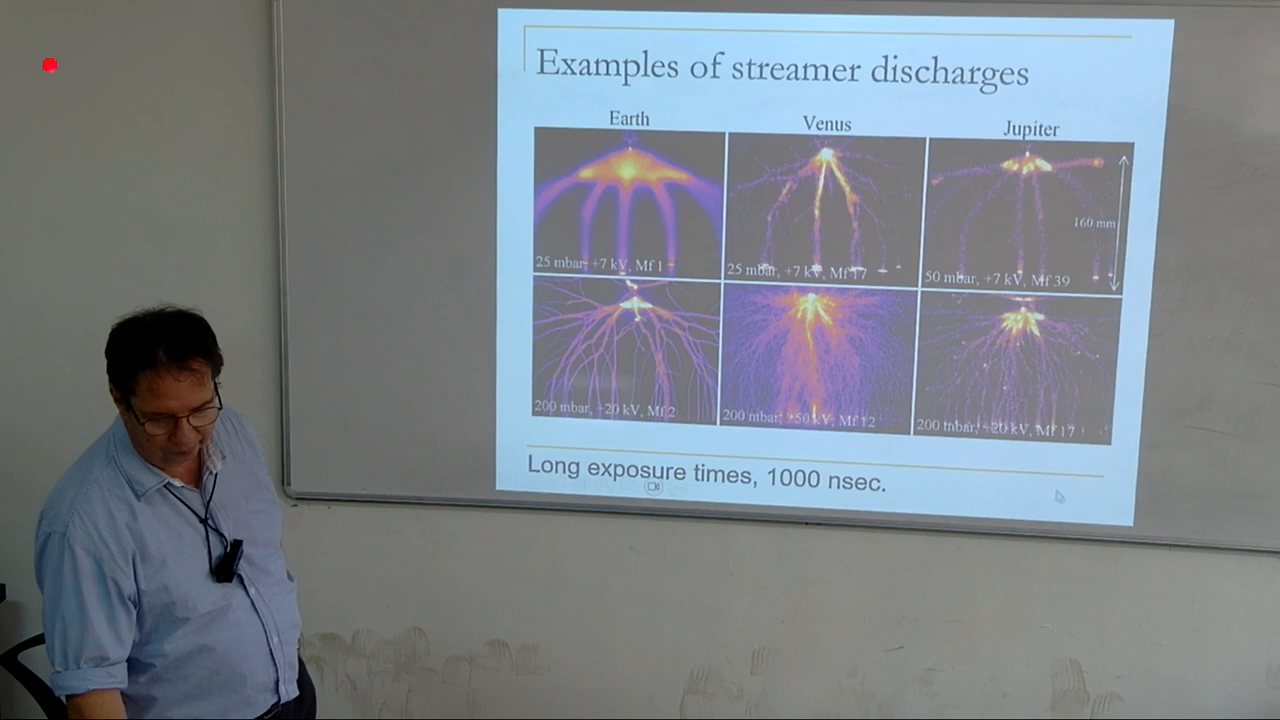 Examples of streamer discharges
Earth
Venus
Jupiter
160 mm
25 mbar, +7 kV, Mf 1
25 mbar, +7 kV, Mf 17
50 mbar, +7 kV, Mf 39
200 mbar, +20 kV, Mf 2
200 mbar, +50 kV, Mf 12
200 mbar, +20 kV, Mf 17
Long exposure times, 1000 nsec.